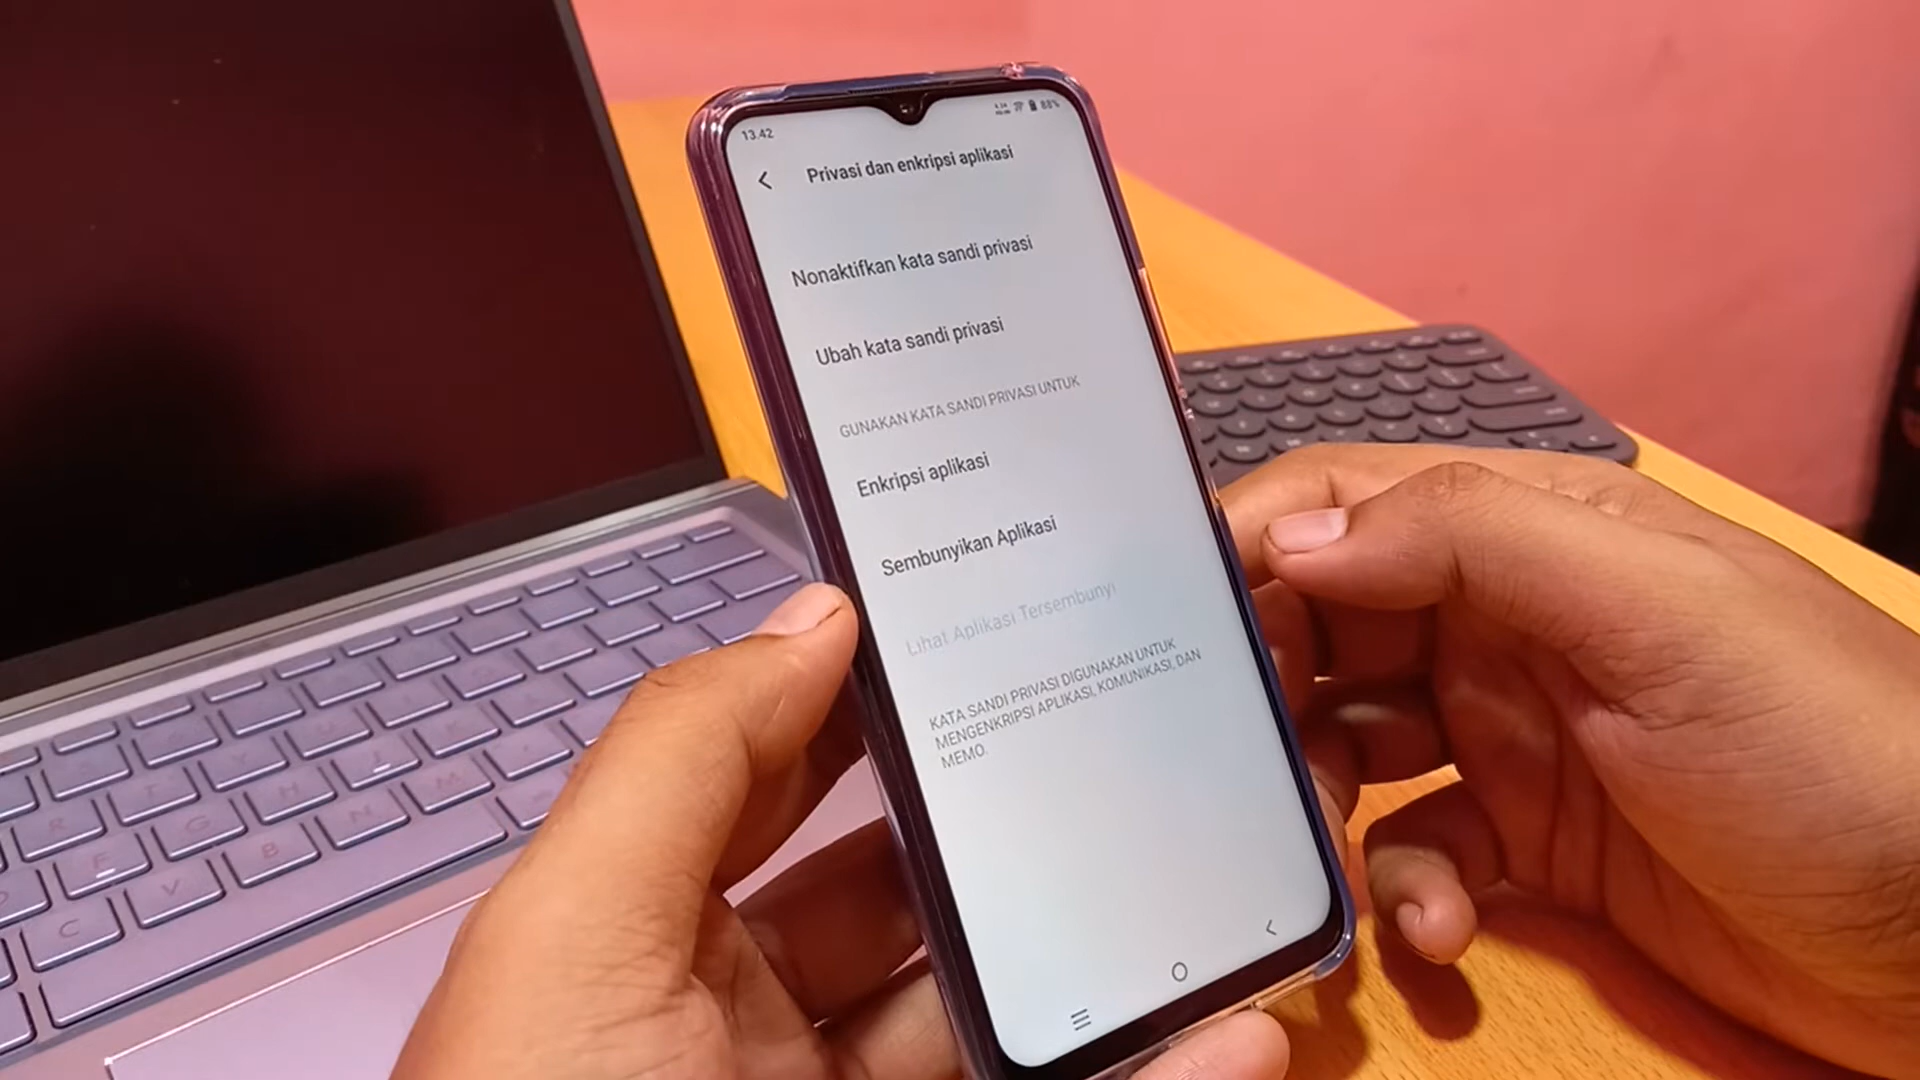 13.42
88%
Privasi dan enkripsi aplikasi
Nonaktifkan kata sandi privasi
Ubah kata sandi privasi
GUNAKAN KATA SANDI PRIVASI UNTUK
Enkripsi aplikasi
Sembunyikan Aplikasi
Lihat Aplikasi Tersembunyi
KATA SANDI PRIVASI DIGUNAKAN UNTUK
MENGENKRIPSI APLIKASI, KOMUNIKASI, DAN
MEMO.
R T Y
F G H J
C V B N M